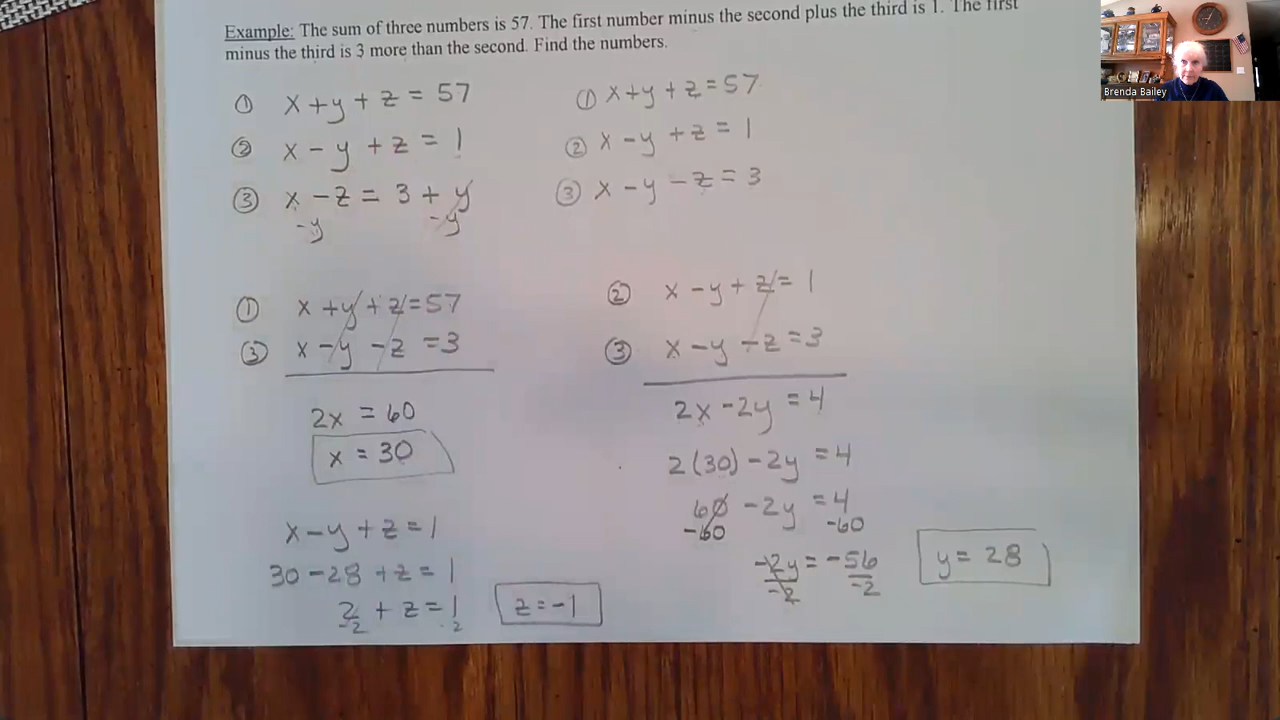 Example: The sum of three numbers is 57. The first number minus the second plus the third is 1. The first
minus the third is 3 more than the second. Find the numbers.
Brenda Bailey
① x + y + z = 57
② x - y + z = 1
③ x - z = 3 + y
-y -y
① x + y + z = 57
② x - y + z = 1
③ x - y - z = 3
① x + y + z = 57
③ x - y - z = 3
2x = 60
x = 30
② x - y + z = 1
③ x - y - z = 3
2x - 2y = 4
2(30) - 2y = 4
60 - 2y = 4
-60 -60
-2y = -56
-2 -2
y = 28
x - y + z = 1
30 - 28 + z = 1
2 + z = 1
-2 -2
z = -1